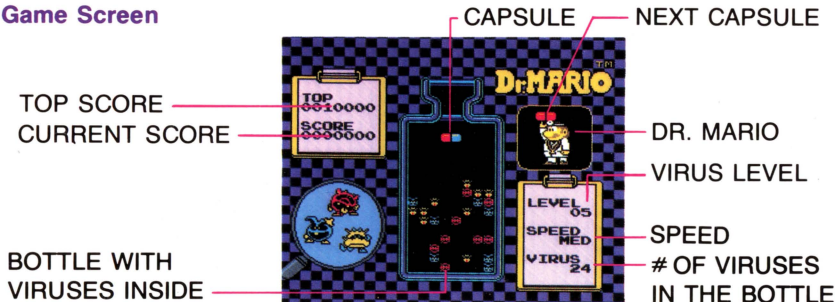 Game Screen
CAPSULE
NEXT CAPSULE
TOP SCORE
CURRENT SCORE
TOP
0010000
SCORE
0000000
Dr. MARIO
TM
DR. MARIO
VIRUS LEVEL
LEVEL
05
SPEED
MED
VIRUS
24
SPEED
# OF VIRUSES
IN THE BOTTLE
BOTTLE WITH
VIRUSES INSIDE